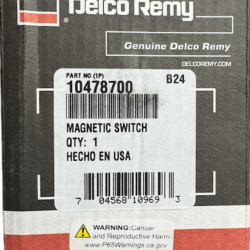 Delco Remy
Genuine Delco Remy
DELCOREMY.COM
PART NO (1P)
10478700
B24
MAGNETIC SWITCH
QTY: 1
HECHO EN USA
7 04568 10969 3
WARNING: Cancer
and Reproductive Harm
www.P65Warnings.ca.gov